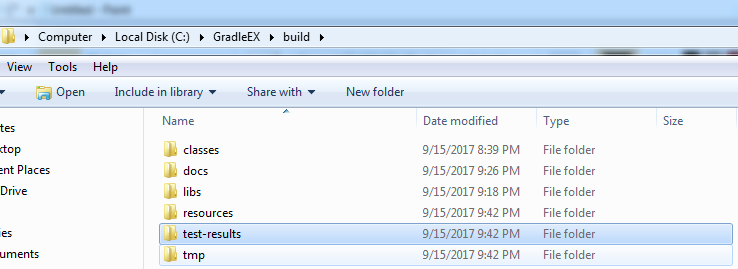 Untitled - Paint
Computer Local Disk (C:) GradleEX build
View Tools Help
Open Include in library Share with New folder
Name Date modified Type Size
tes
ktop
ent Places
Drive
ies
uments
classes 9/15/2017 8:39 PM File folder
docs 9/15/2017 9:26 PM File folder
libs 9/15/2017 9:18 PM File folder
resources 9/15/2017 9:42 PM File folder
test-results 9/15/2017 9:42 PM File folder
tmp 9/15/2017 9:42 PM File folder